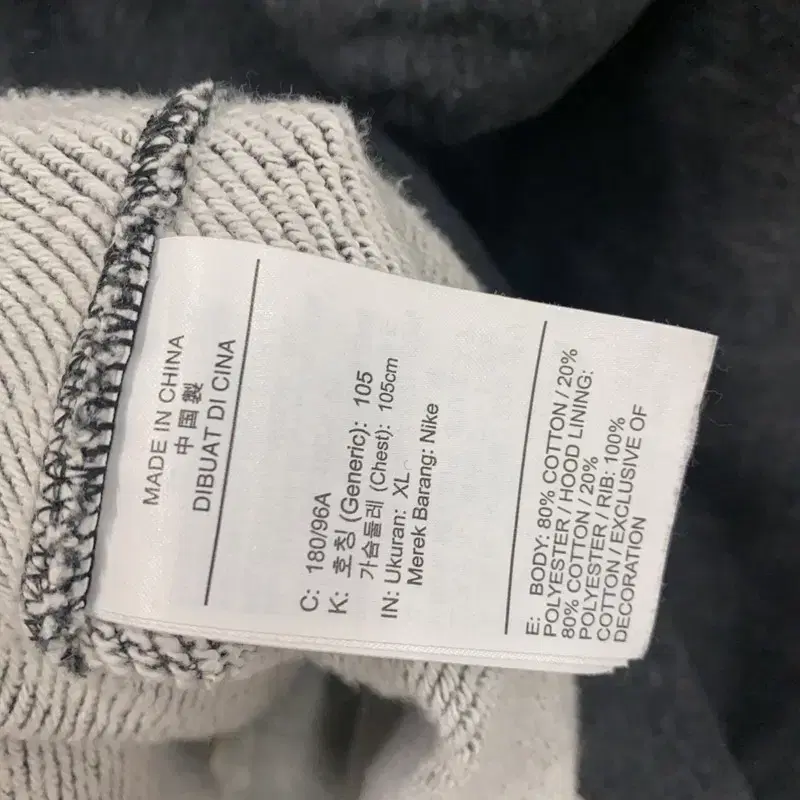 MADE IN CHINA
中国製
DIBUAT DI CINA
C: 180/96A
K: 호칭 (Generic): 105
가슴둘레 (Chest): 105cm
IN: Ukuran: XL
Merek Barang: Nike
E: BODY: 80% COTTON / 20%
POLYESTER / HOOD LINING:
80% COTTON / 20%
POLYESTER / RIB: 100%
COTTON / EXCLUSIVE OF
DECORATION